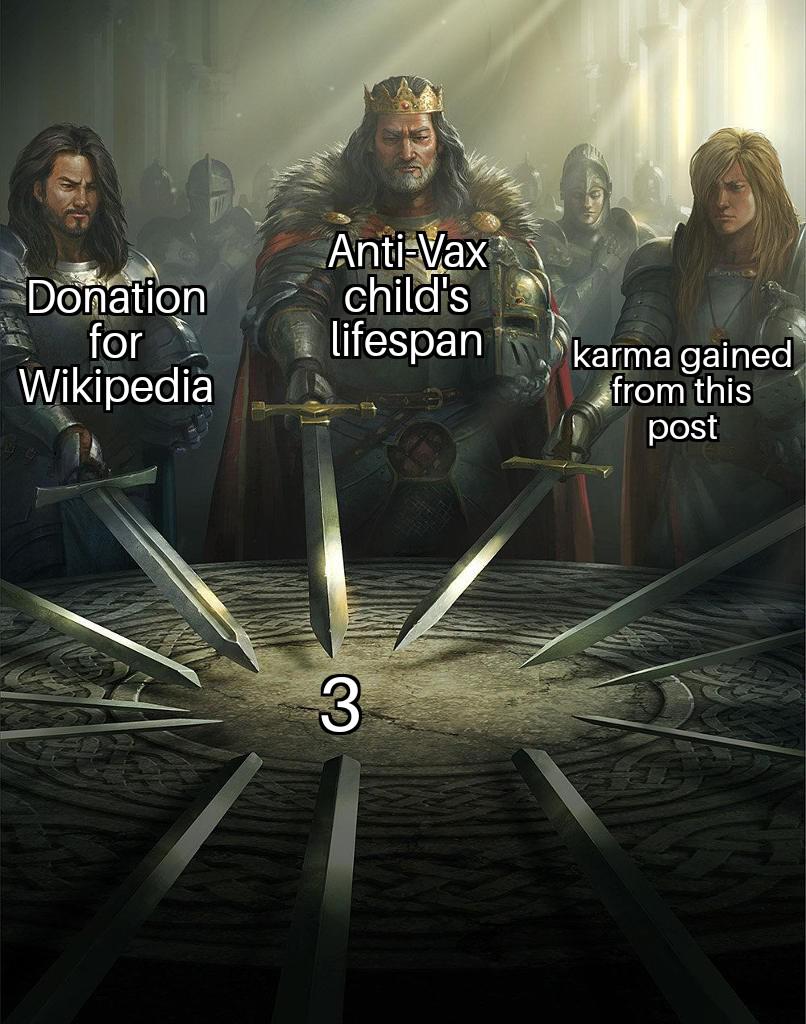 Anti-Vax
child's
lifespan
Donation
for
Wikipedia
karma gained
from this
post
3